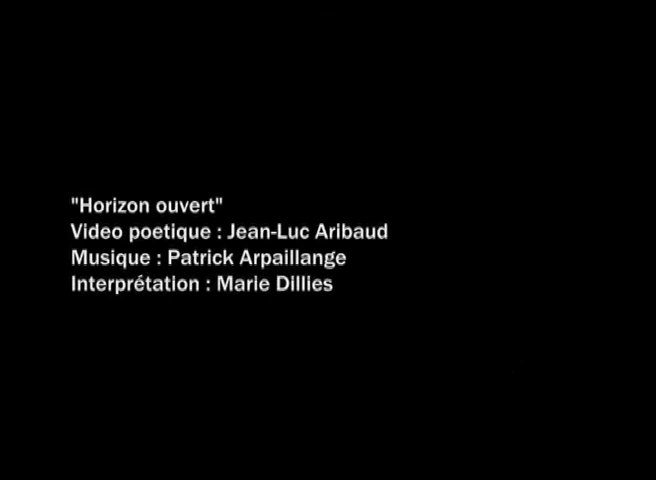 "Horizon ouvert"
Video poetique : Jean-Luc Aribaud
Musique : Patrick Arpaillange
Interprétation : Marie Dillies